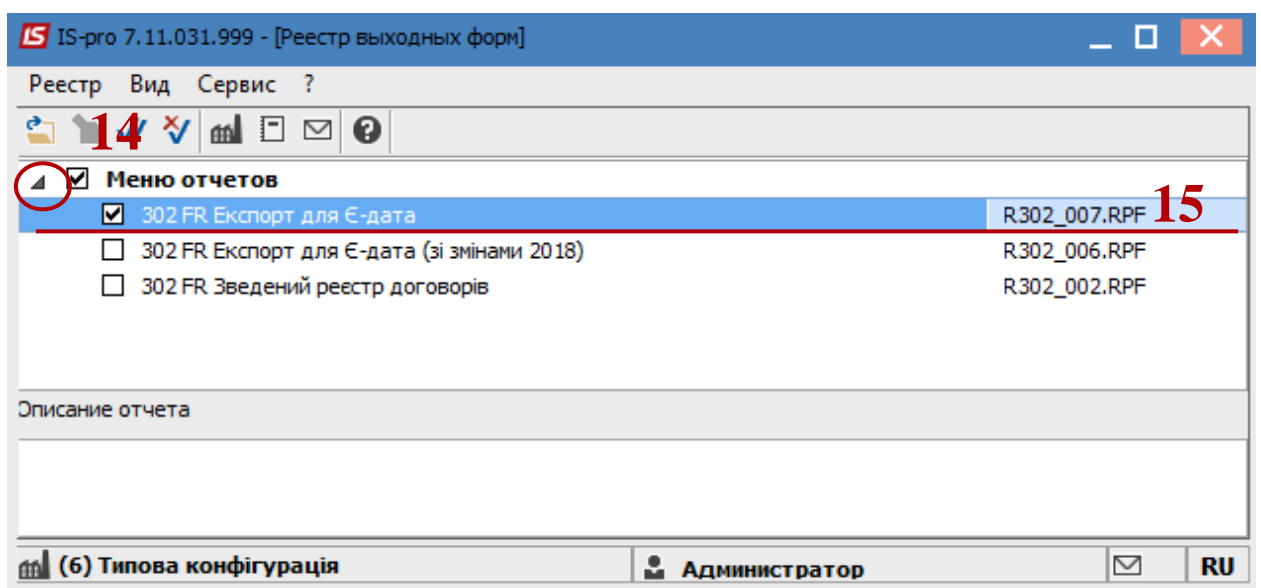 IS IS-pro 7.11.031.999 - [Реестр выходных форм]
Реестр Вид Сервис ?
14
Меню отчетов
302 FR Експорт для Є-дата R302_007.RPF 15
302 FR Експорт для Є-дата (зі змінами 2018) R302_006.RPF
302 FR Зведений реєстр договорів R302_002.RPF
Описание отчета
(6) Типова конфігурація Администратор RU